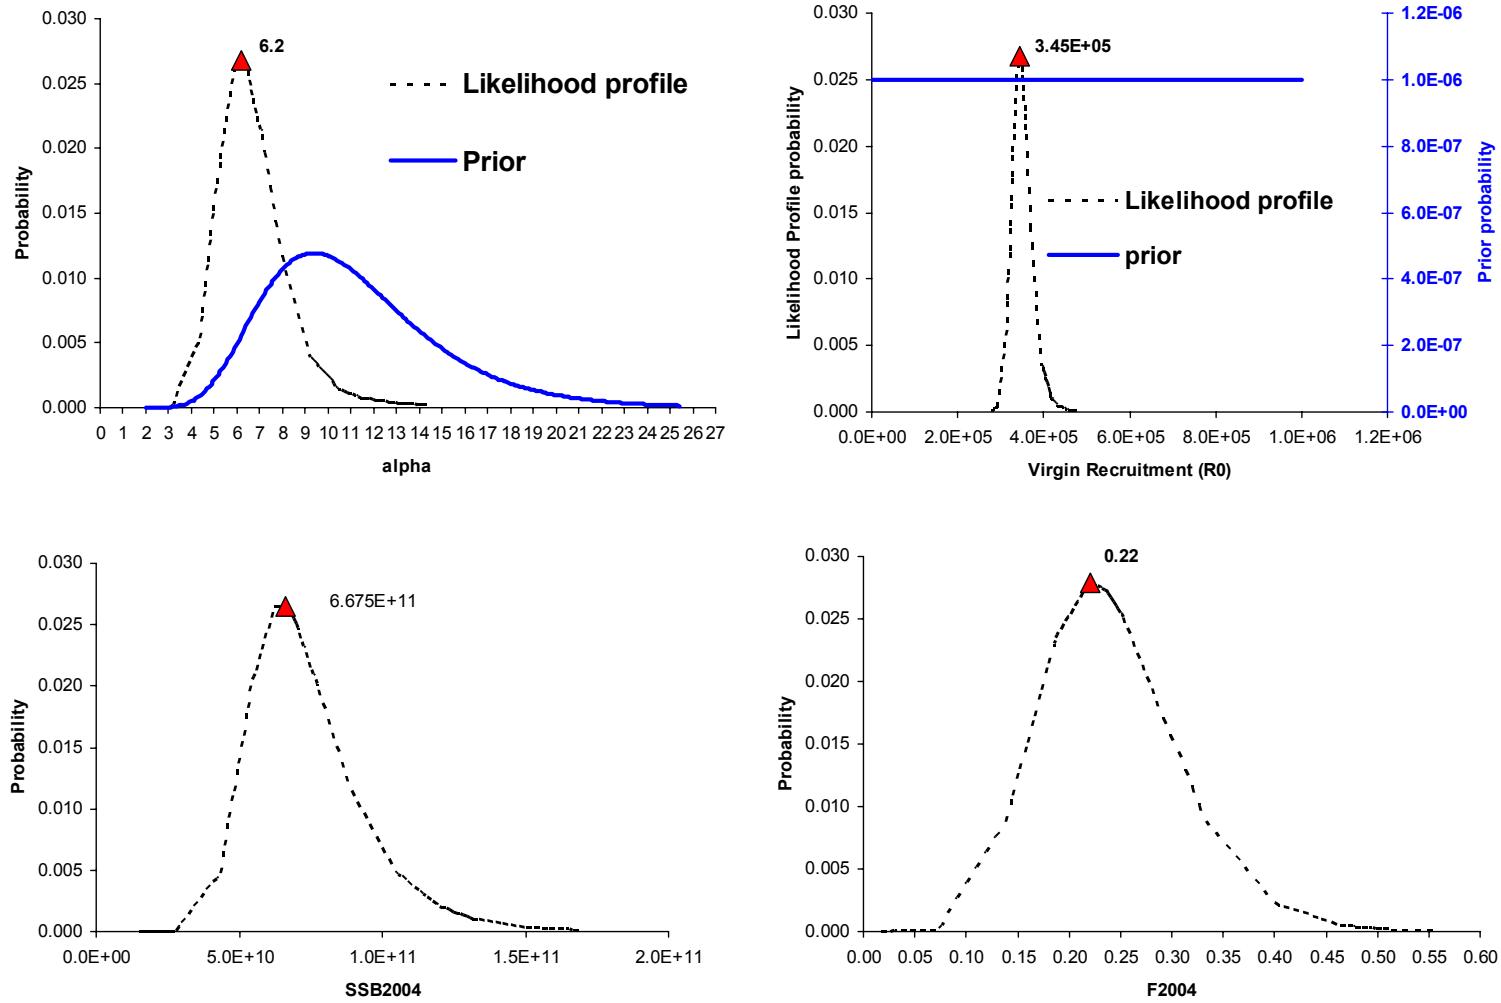 0.030
0.025
0.020
0.015
0.010
0.005
0.000
Probability
6.2
Likelihood profile
Prior
0 1 2 3 4 5 6 7 8 9 10 11 12 13 14 15 16 17 18 19 20 21 22 23 24 25 26 27
alpha
0.030
0.025
0.020
0.015
0.010
0.005
0.000
Likelihood Profile probability
3.45E+05
Likelihood profile
prior
1.2E-06
1.0E-06
8.0E-07
6.0E-07
4.0E-07
2.0E-07
0.0E+00
Prior probability
0.0E+00 2.0E+05 4.0E+05 6.0E+05 8.0E+05 1.0E+06 1.2E+06
Virgin Recruitment (R0)
0.030
0.025
0.020
0.015
0.010
0.005
0.000
Probability
6.675E+11
0.0E+00 5.0E+10 1.0E+11 1.5E+11 2.0E+11
SSB2004
0.030
0.025
0.020
0.015
0.010
0.005
0.000
Probability
0.22
0.00 0.05 0.10 0.15 0.20 0.25 0.30 0.35 0.40 0.45 0.50 0.55 0.60
F2004